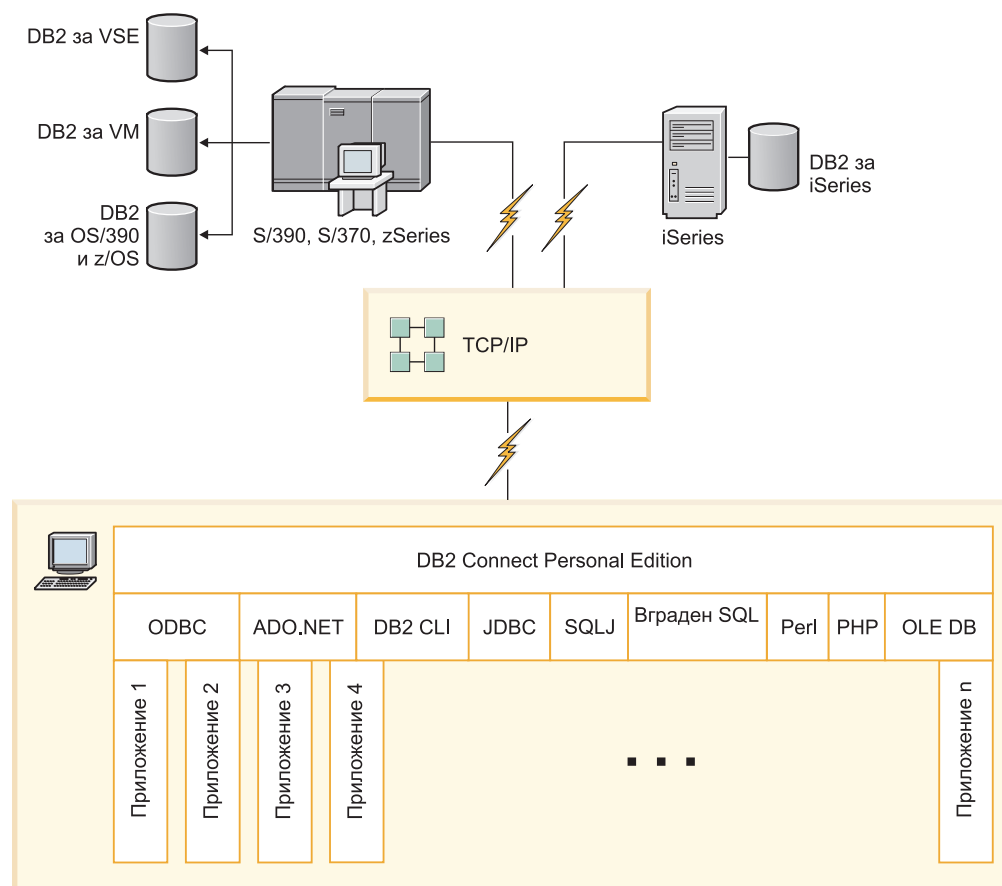 DB2 за VSE
DB2 за VM
DB2
за OS/390
и z/OS
S/390, S/370, zSeries
iSeries
DB2 за
iSeries
TCP/IP
DB2 Connect Personal Edition
ODBC
ADO.NET
DB2 CLI
JDBC
SQLJ
Вграден SQL
Perl
PHP
OLE DB
Приложение 1
Приложение 2
Приложение 3
Приложение 4
...
Приложение n